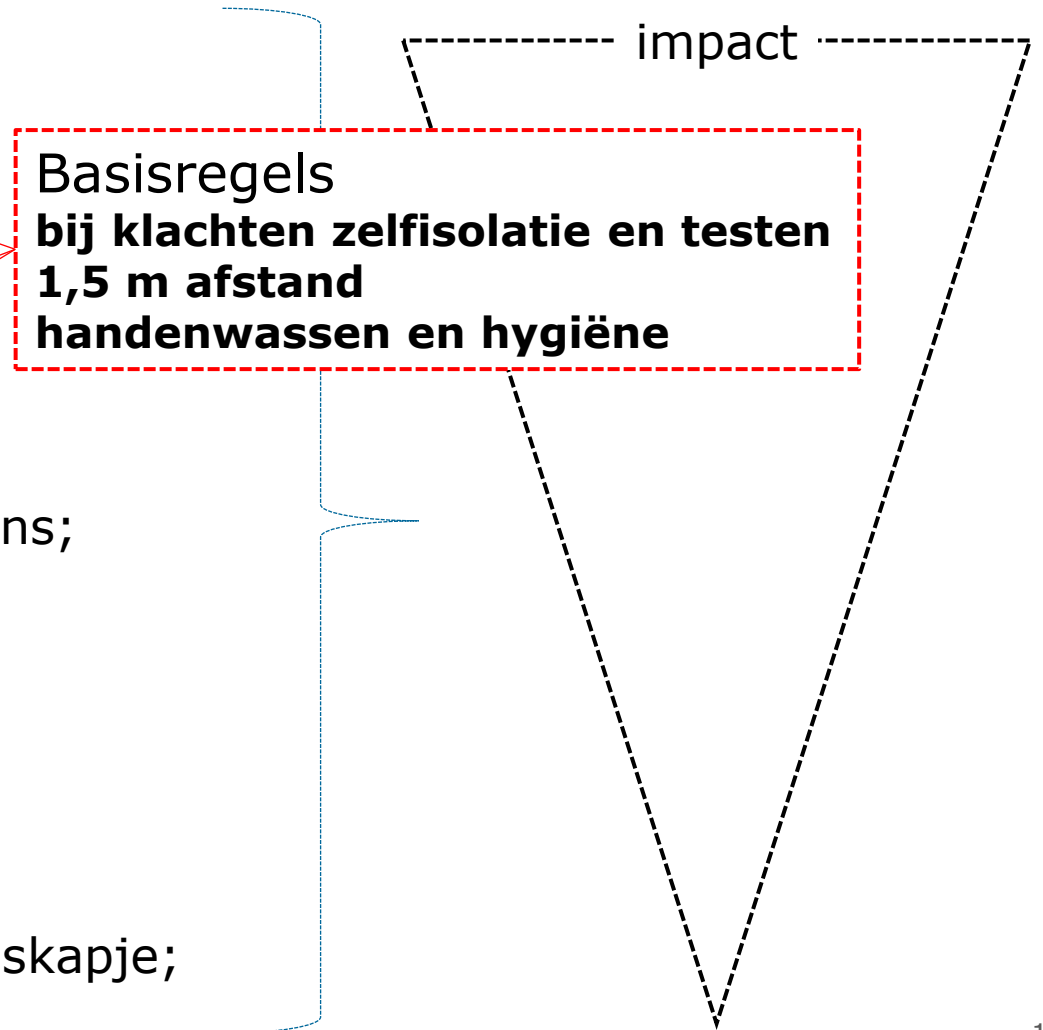 impact
Basisregels
bij klachten zelfisolatie en testen
1,5 m afstand
handenwassen en hygiëne
ns;
skapje;